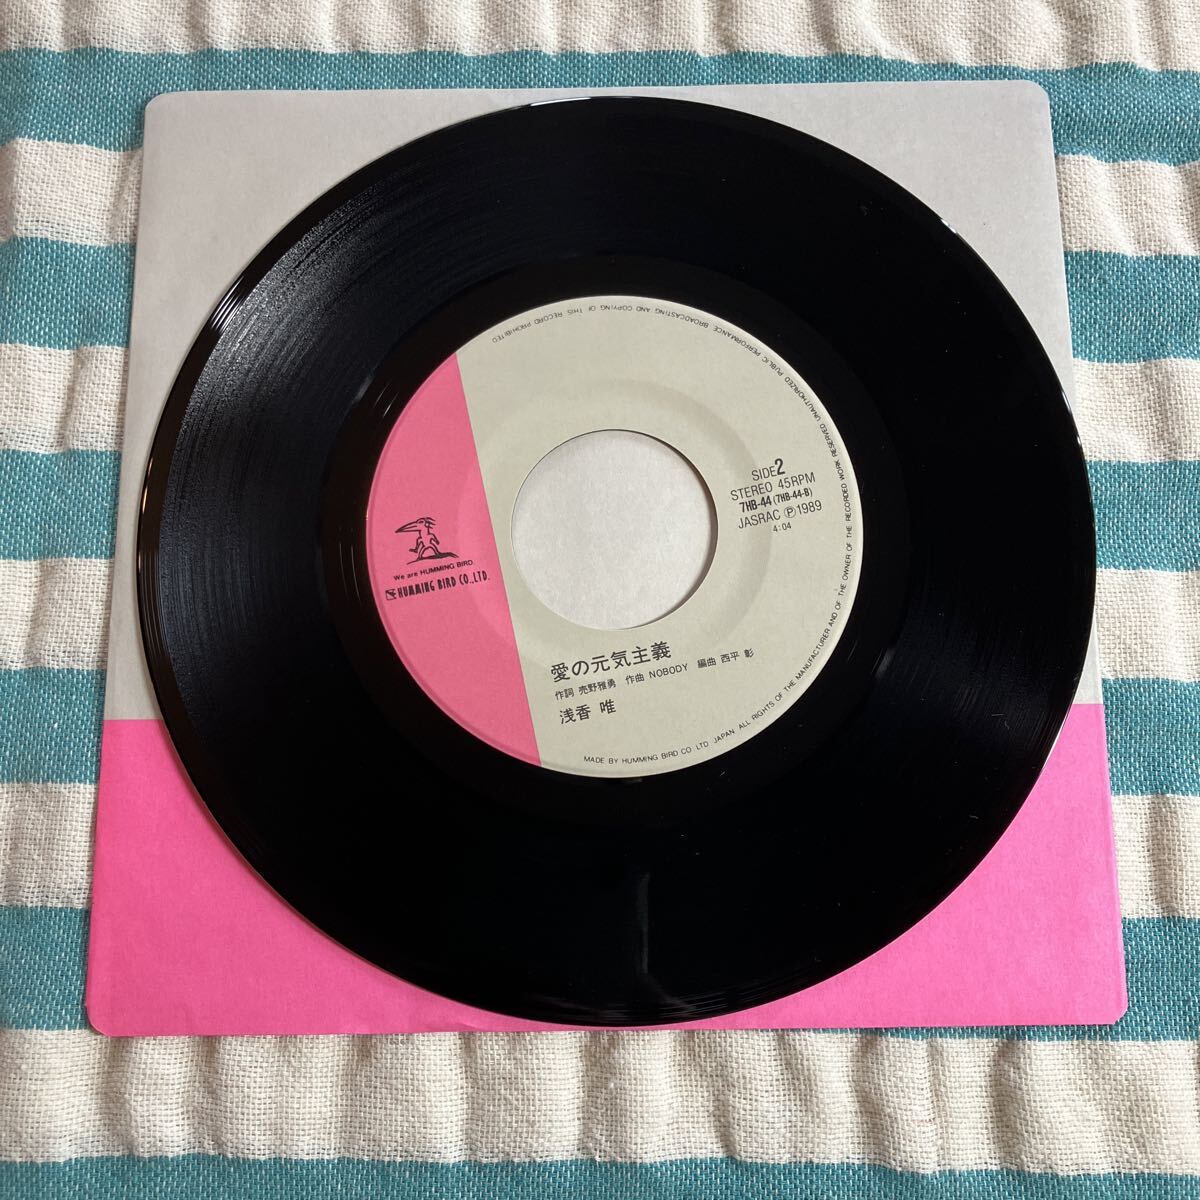 SIDE2
STEREO 45RPM
7HB-44 (7HB-44-B)
JASRAC Ⓟ1989
4:04
We are HUMMING BIRD.
HUMMING BIRD CO.,LTD.
愛の元気主義
作詞 売野雅勇 作曲 NOBODY 編曲 西平 彰
浅香 唯
MADE BY HUMMING BIRD CO LTD JAPAN ALL RIGHTS OF THE MANUFACTURER AND OF THE OWNER OF THE RECORDED WORK RESERVED UNAUTHORIZED PUBLIC PERFORMANCE BROADCASTING AND COPYING OF THIS RECORD PROHIBITED